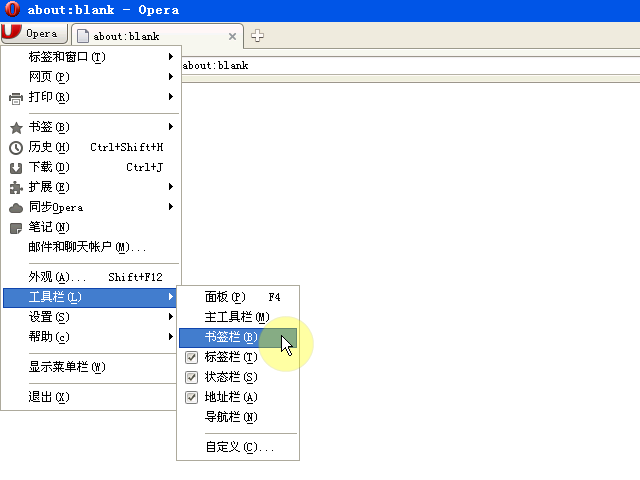 about:blank - Opera
Opera
about:blank
about:blank
标签和窗口(T)
网页(P)
打印(R)
书签(B)
历史(H) Ctrl+Shift+H
下载(D) Ctrl+J
扩展(E)
同步Opera
笔记(N)
邮件和聊天帐户(M)...
外观(A)... Shift+F12
工具栏(L)
设置(S)
帮助(c)
显示菜单栏(W)
退出(X)
面板(P) F4
主工具栏(M)
书签栏(B)
标签栏(T)
状态栏(S)
地址栏(A)
导航栏(N)
自定义(C)...